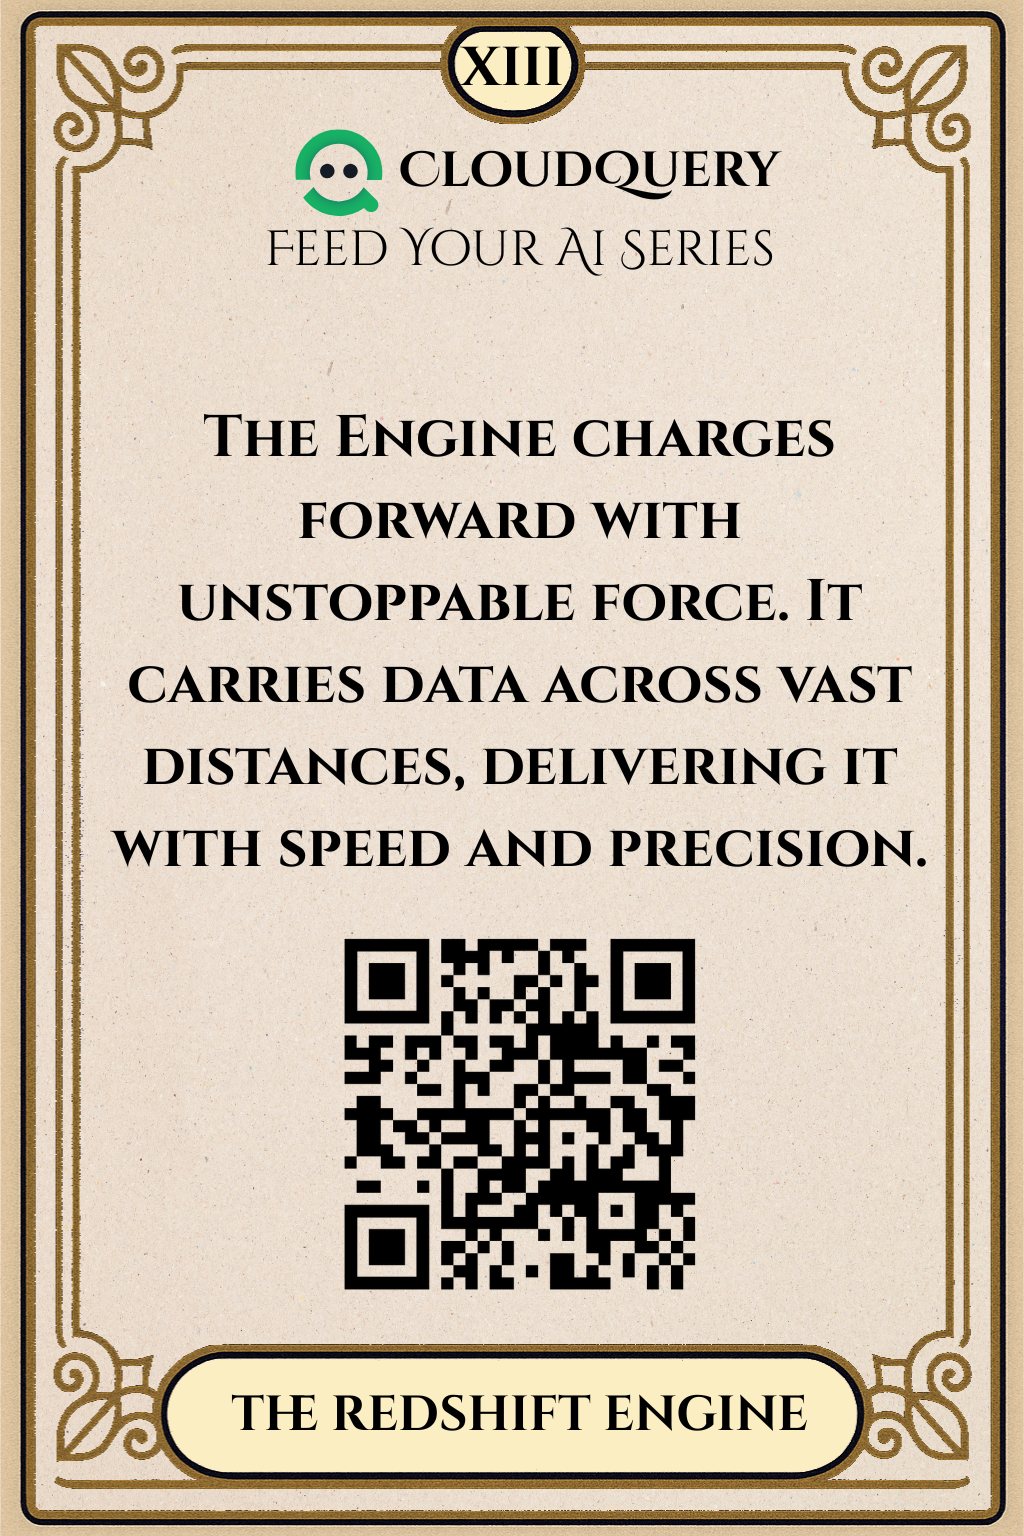 XIII
CLOUDQUERY
FEED YOUR AI SERIES
THE ENGINE CHARGES
FORWARD WITH
UNSTOPPABLE FORCE. IT
CARRIES DATA ACROSS VAST
DISTANCES, DELIVERING IT
WITH SPEED AND PRECISION.
THE REDSHIFT ENGINE